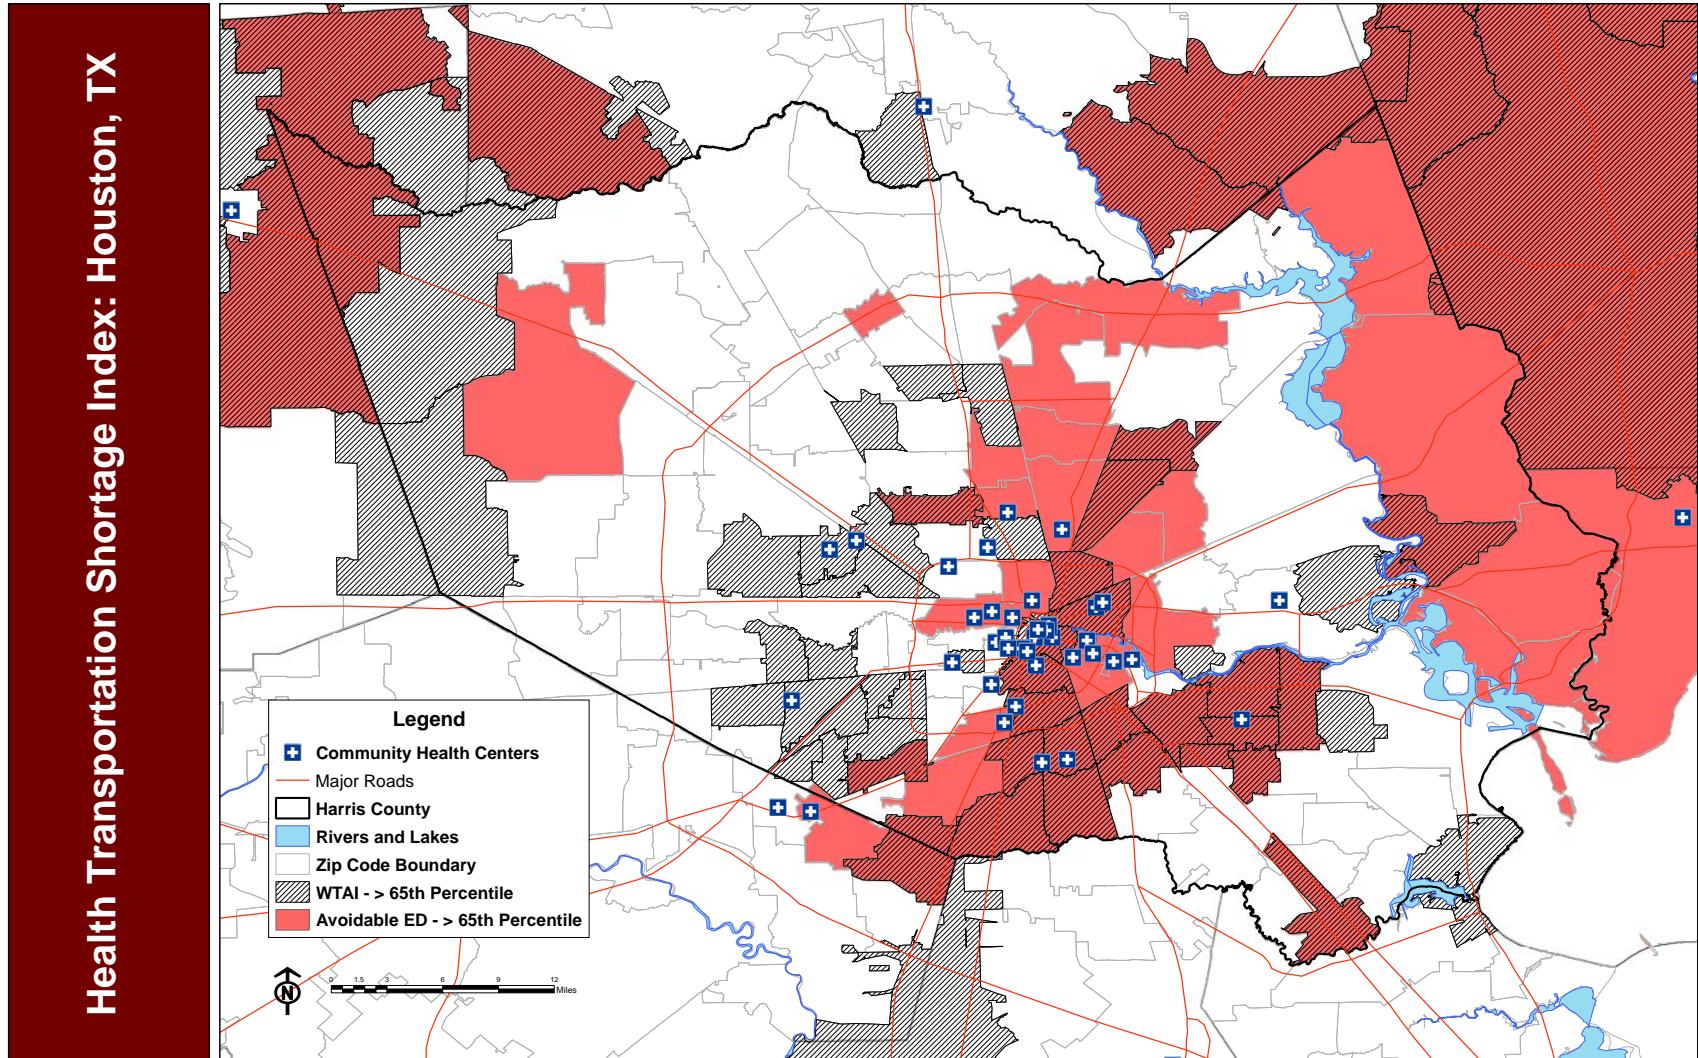 Health Transportation Shortage Index: Houston, TX
Legend
Community Health Centers
Major Roads
Harris County
Rivers and Lakes
Zip Code Boundary
WTAI - > 65th Percentile
Avoidable ED - > 65th Percentile
N
0 1.5 3 6 9 12
Miles